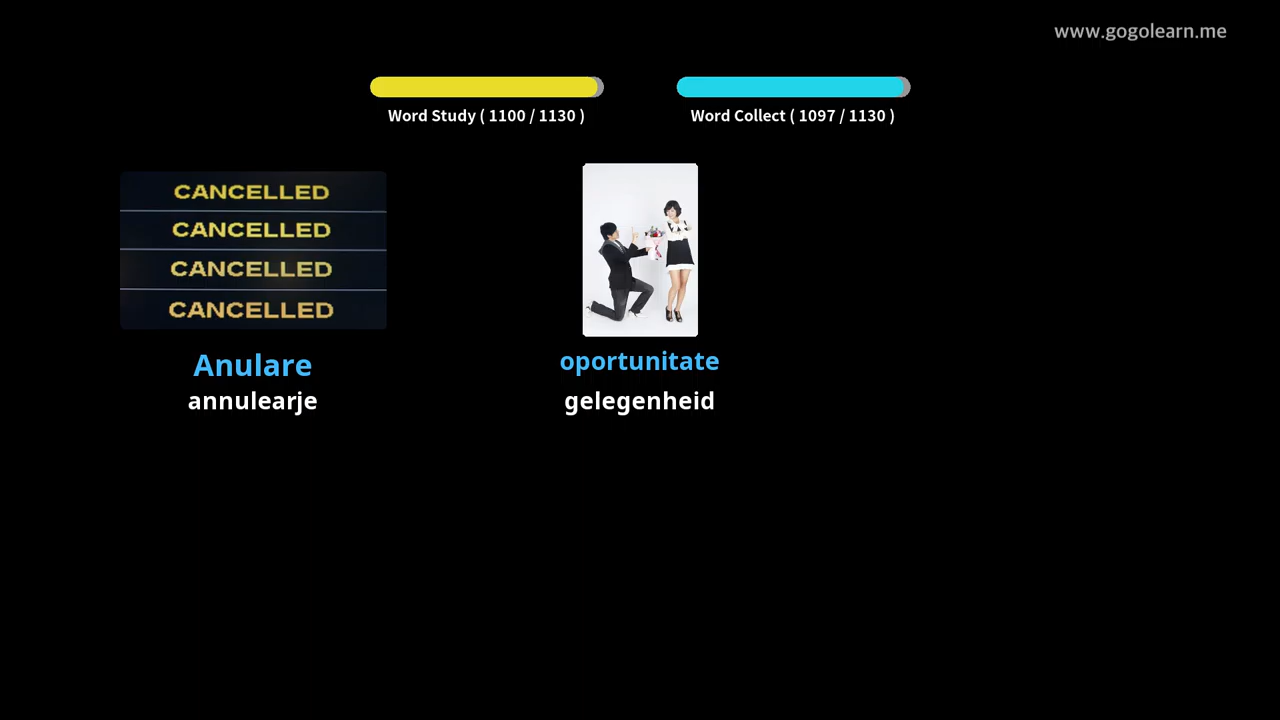 www.gogolearn.me
Word Study ( 1100 / 1130 )
Word Collect ( 1097 / 1130 )
CANCELLED
CANCELLED
CANCELLED
CANCELLED
Anulare
annulearje
oportunitate
gelegenheid